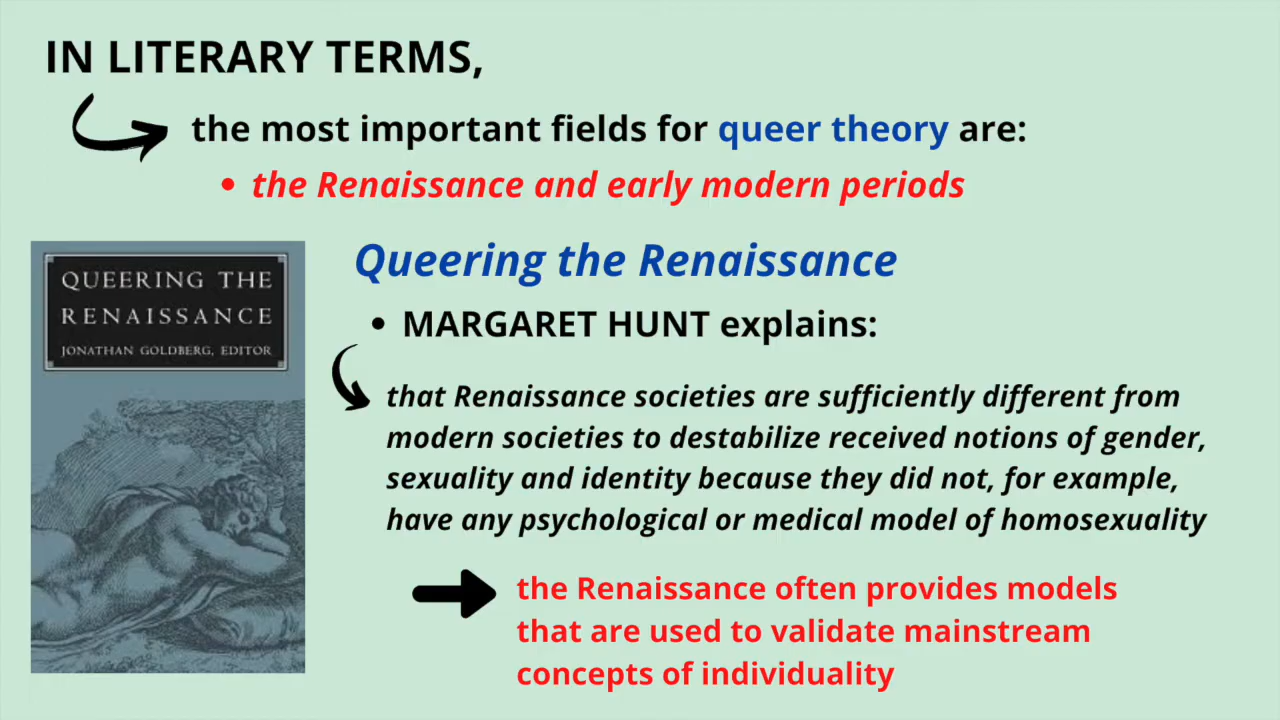 IN LITERARY TERMS,
the most important fields for queer theory are:
• the Renaissance and early modern periods
QUEERING THE
RENAISSANCE
JONATHAN GOLDBERG, EDITOR
Queering the Renaissance
• MARGARET HUNT explains:
that Renaissance societies are sufficiently different from
modern societies to destabilize received notions of gender,
sexuality and identity because they did not, for example,
have any psychological or medical model of homosexuality
the Renaissance often provides models
that are used to validate mainstream
concepts of individuality